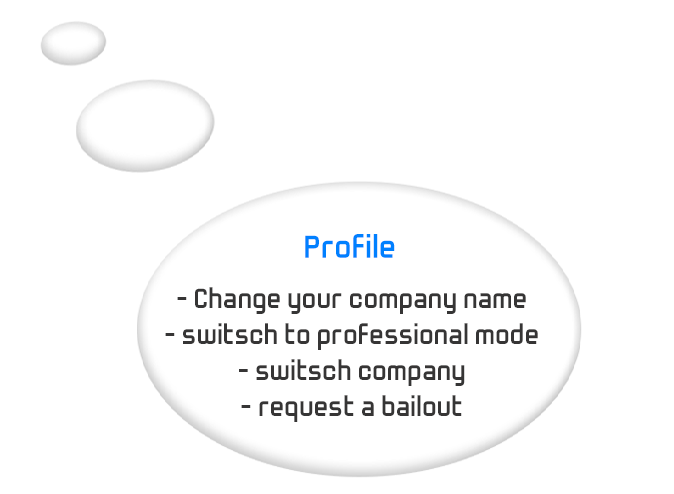 Profile
- Change your company name
- switsch to professional mode
- switsch company
- request a bailout